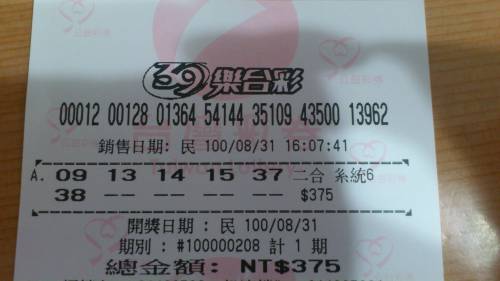 39樂合彩
00012 00128 01364 54144 35109 43500 13962
銷售日期: 民 100/08/31 16:07:41
A. 09 13 14 15 37 二合 系統6
38 -- -- -- -- $375
開獎日期 : 民 100/08/31
期別 : #100000208 計 1 期
總金額: NT$375